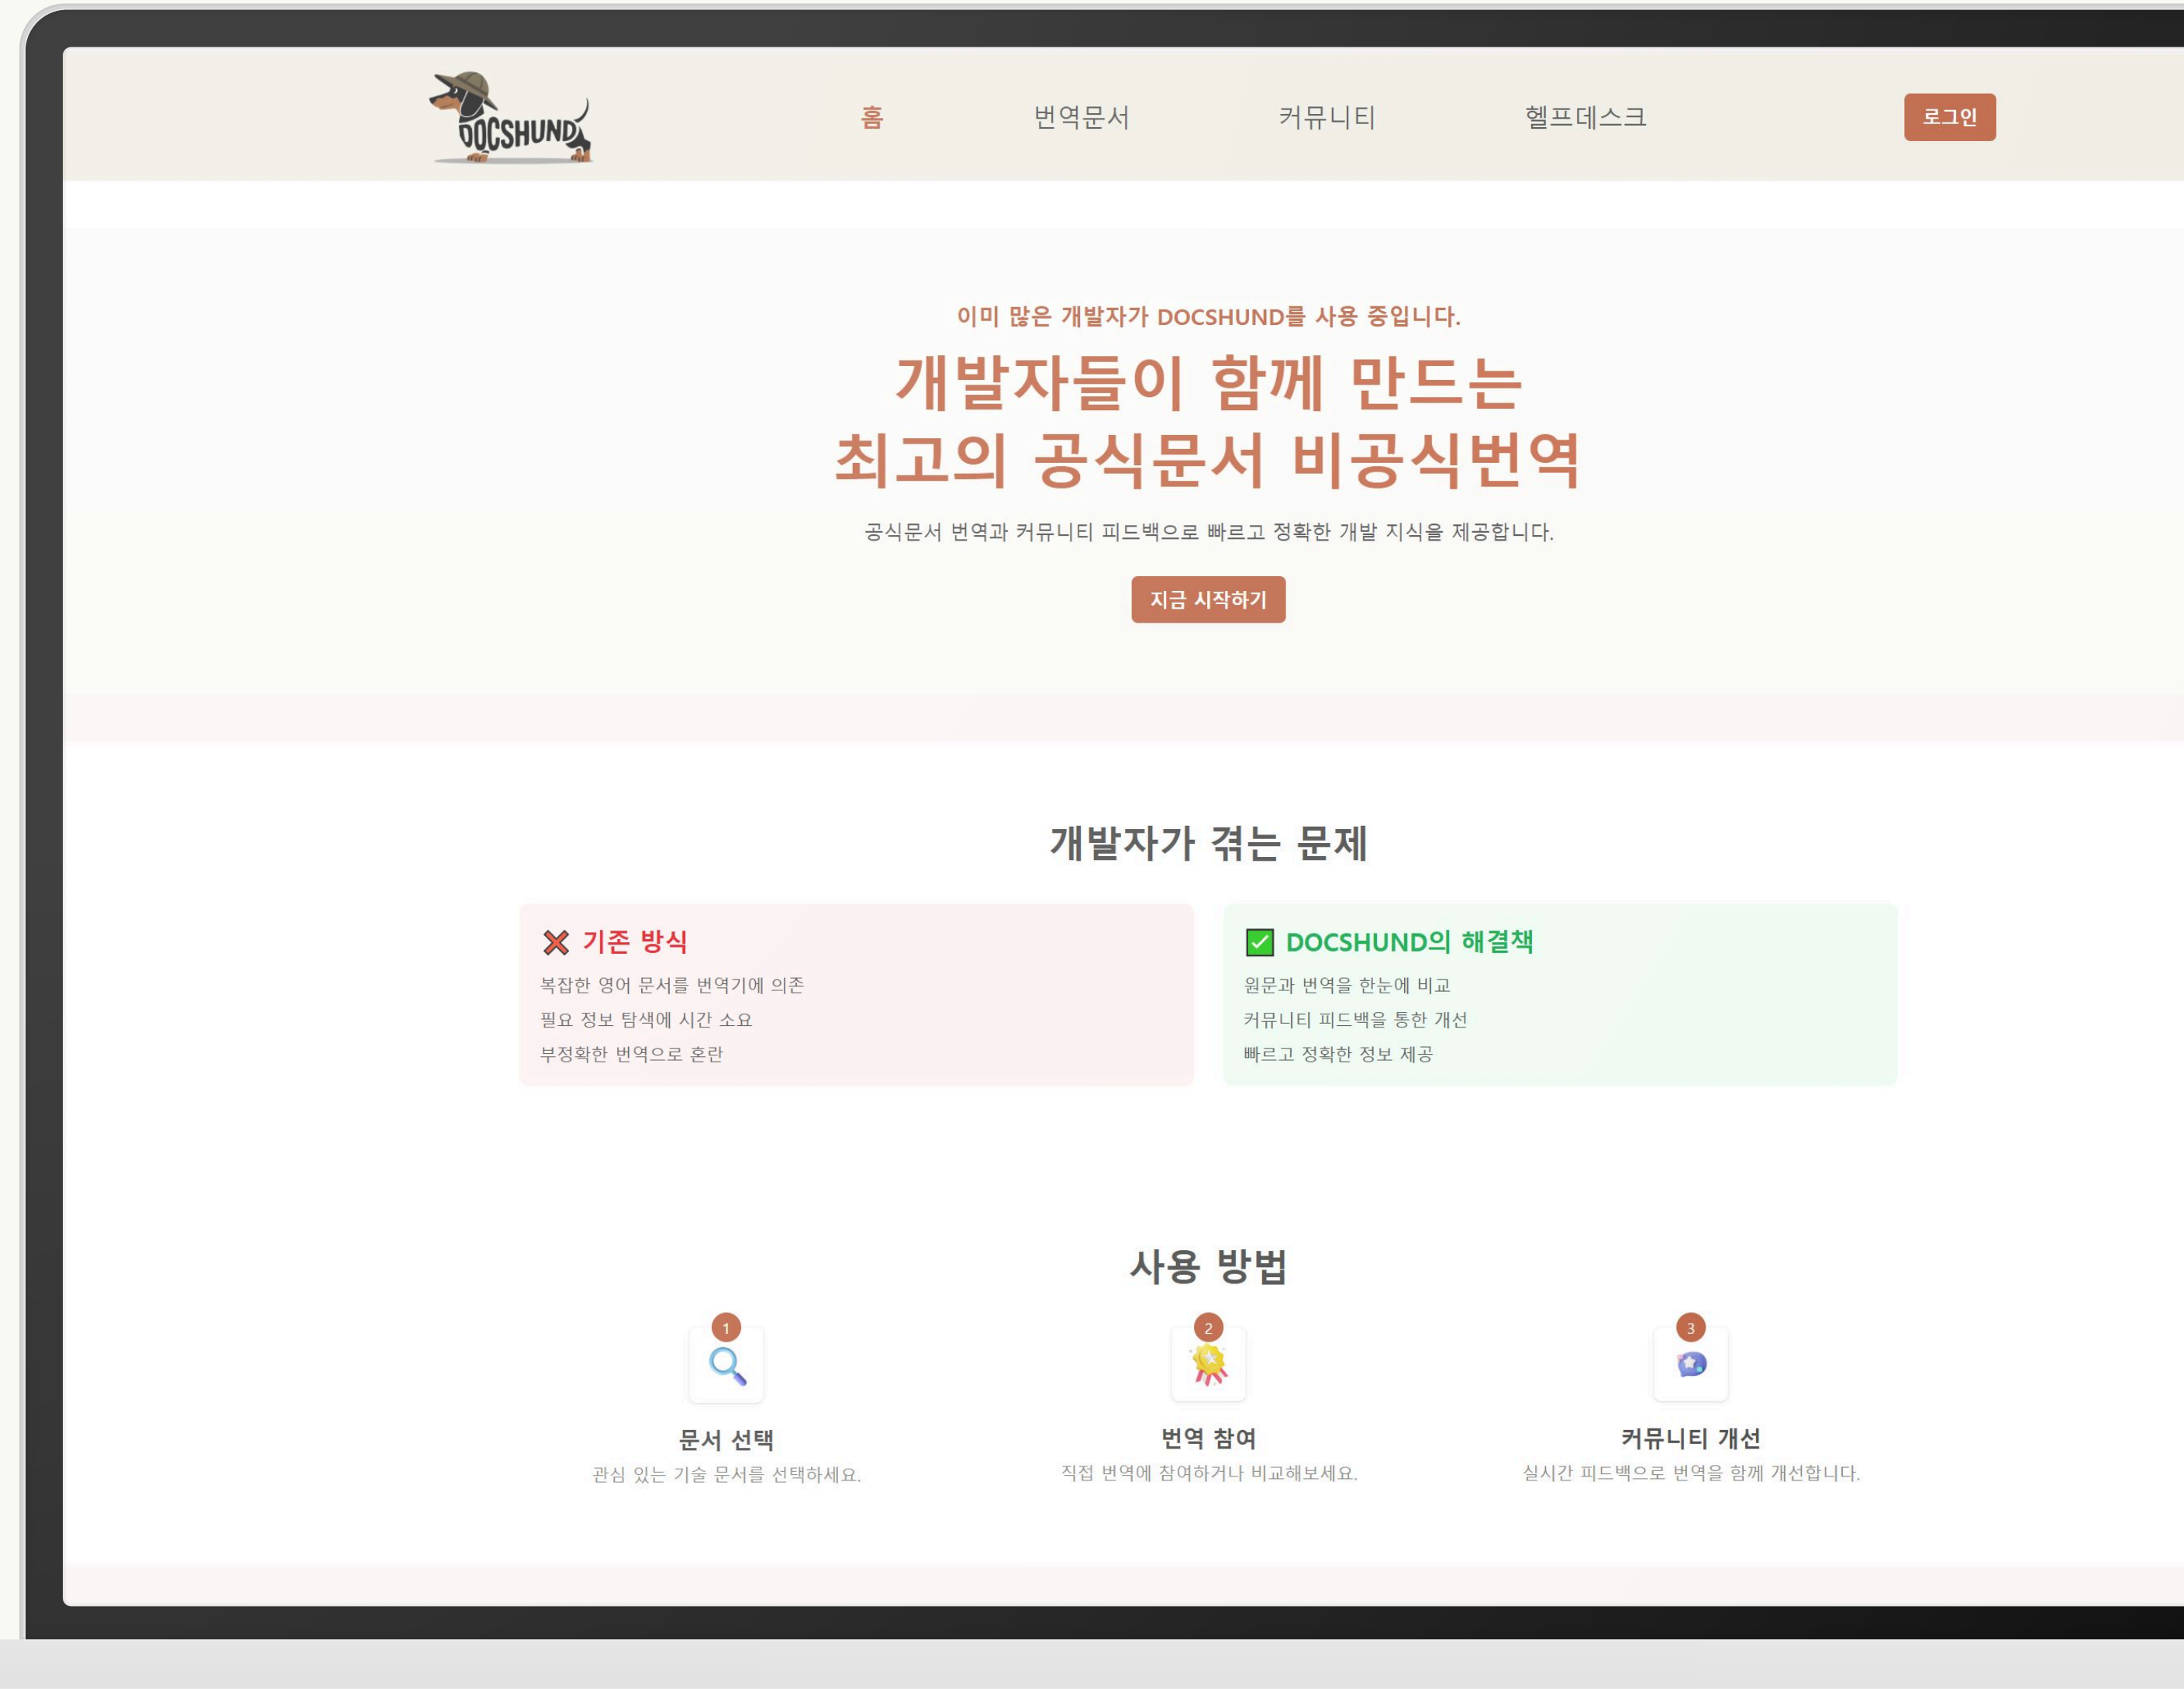 DOCSHUND
홈
번역문서
커뮤니티
헬프데스크
로그인
이미 많은 개발자가 DOCSHUND를 사용 중입니다.
개발자들이 함께 만드는
최고의 공식문서 비공식번역
공식문서 번역과 커뮤니티 피드백으로 빠르고 정확한 개발 지식을 제공합니다.
지금 시작하기
개발자가 겪는 문제
기존 방식
복잡한 영어 문서를 번역기에 의존
필요 정보 탐색에 시간 소요
부정확한 번역으로 혼란
DOCSHUND의 해결책
원문과 번역을 한눈에 비교
커뮤니티 피드백을 통한 개선
빠르고 정확한 정보 제공
사용 방법
1
문서 선택
관심 있는 기술 문서를 선택하세요.
2
번역 참여
직접 번역에 참여하거나 비교해보세요.
3
커뮤니티 개선
실시간 피드백으로 번역을 함께 개선합니다.